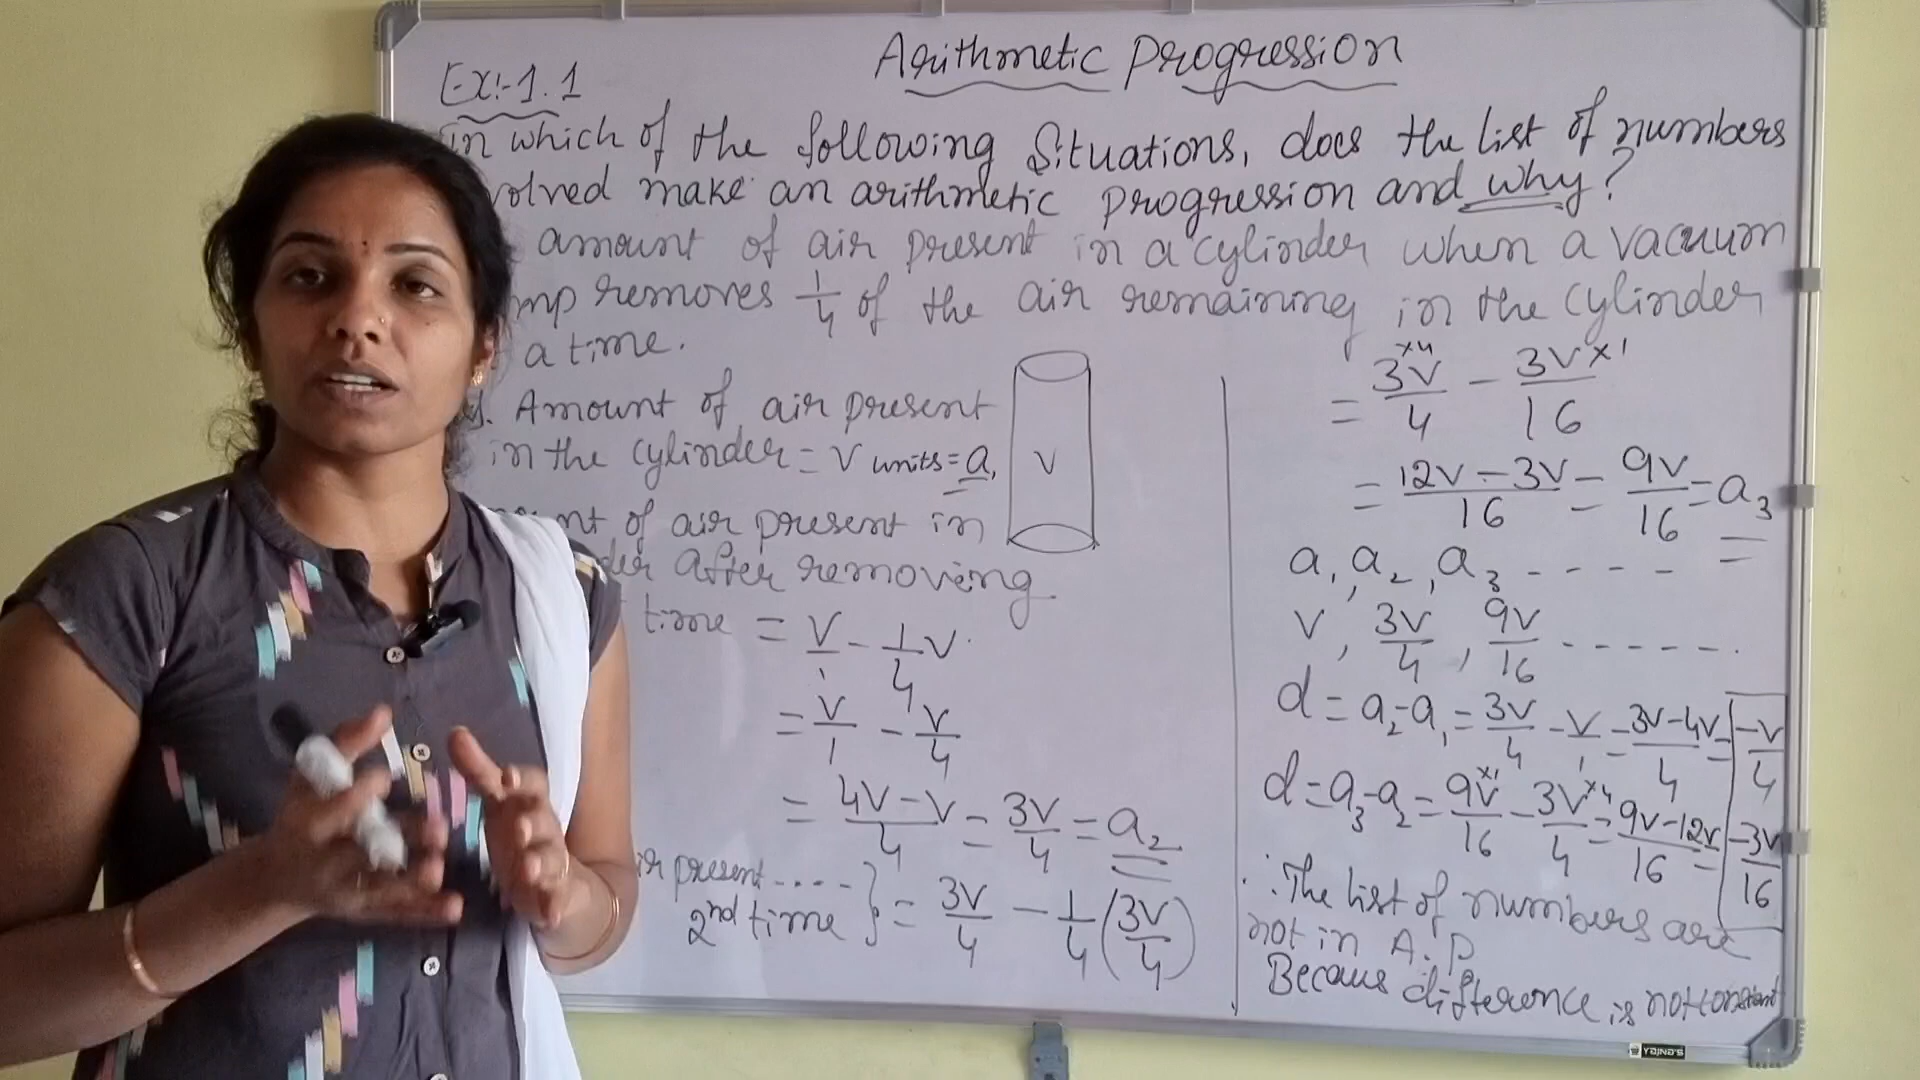 Arithmetic Progression
Ex:-1.1
in which of the following Situations, does the list of numbers
volved make an arithmetic progression and why?
amount of air present in a cylinder when a vacuum
mp removes 1/4 of the air remaining in the cylinder
a time.
Amount of air present
in the cylinder = V units = a₁
V
nt of air present in
der after removing
time = V/1 - 1/4 V.
= V/1 - V/4
= 4V-V/4 = 3V/4 = a₂
ir present ....
2nd time } = 3V/4 - 1/4 (3V/4)
= 3V/4 ×4 - 3V/16 ×1
= 12V-3V/16 = 9V/16 = a₃
a₁, a₂, a₃ - - - - -
V, 3V/4, 9V/16 - - - - - - .
d = a₂-a₁ = 3V/4 - V/1 = 3V-4V/4 = -V/4
d = a₃-a₂ = 9V/16 ×1 - 3V/4 ×4 = 9V-12V/16 = -3V/16
∴ The list of numbers are
not in A.P
Becaus difference is not constant
YAJNA'S